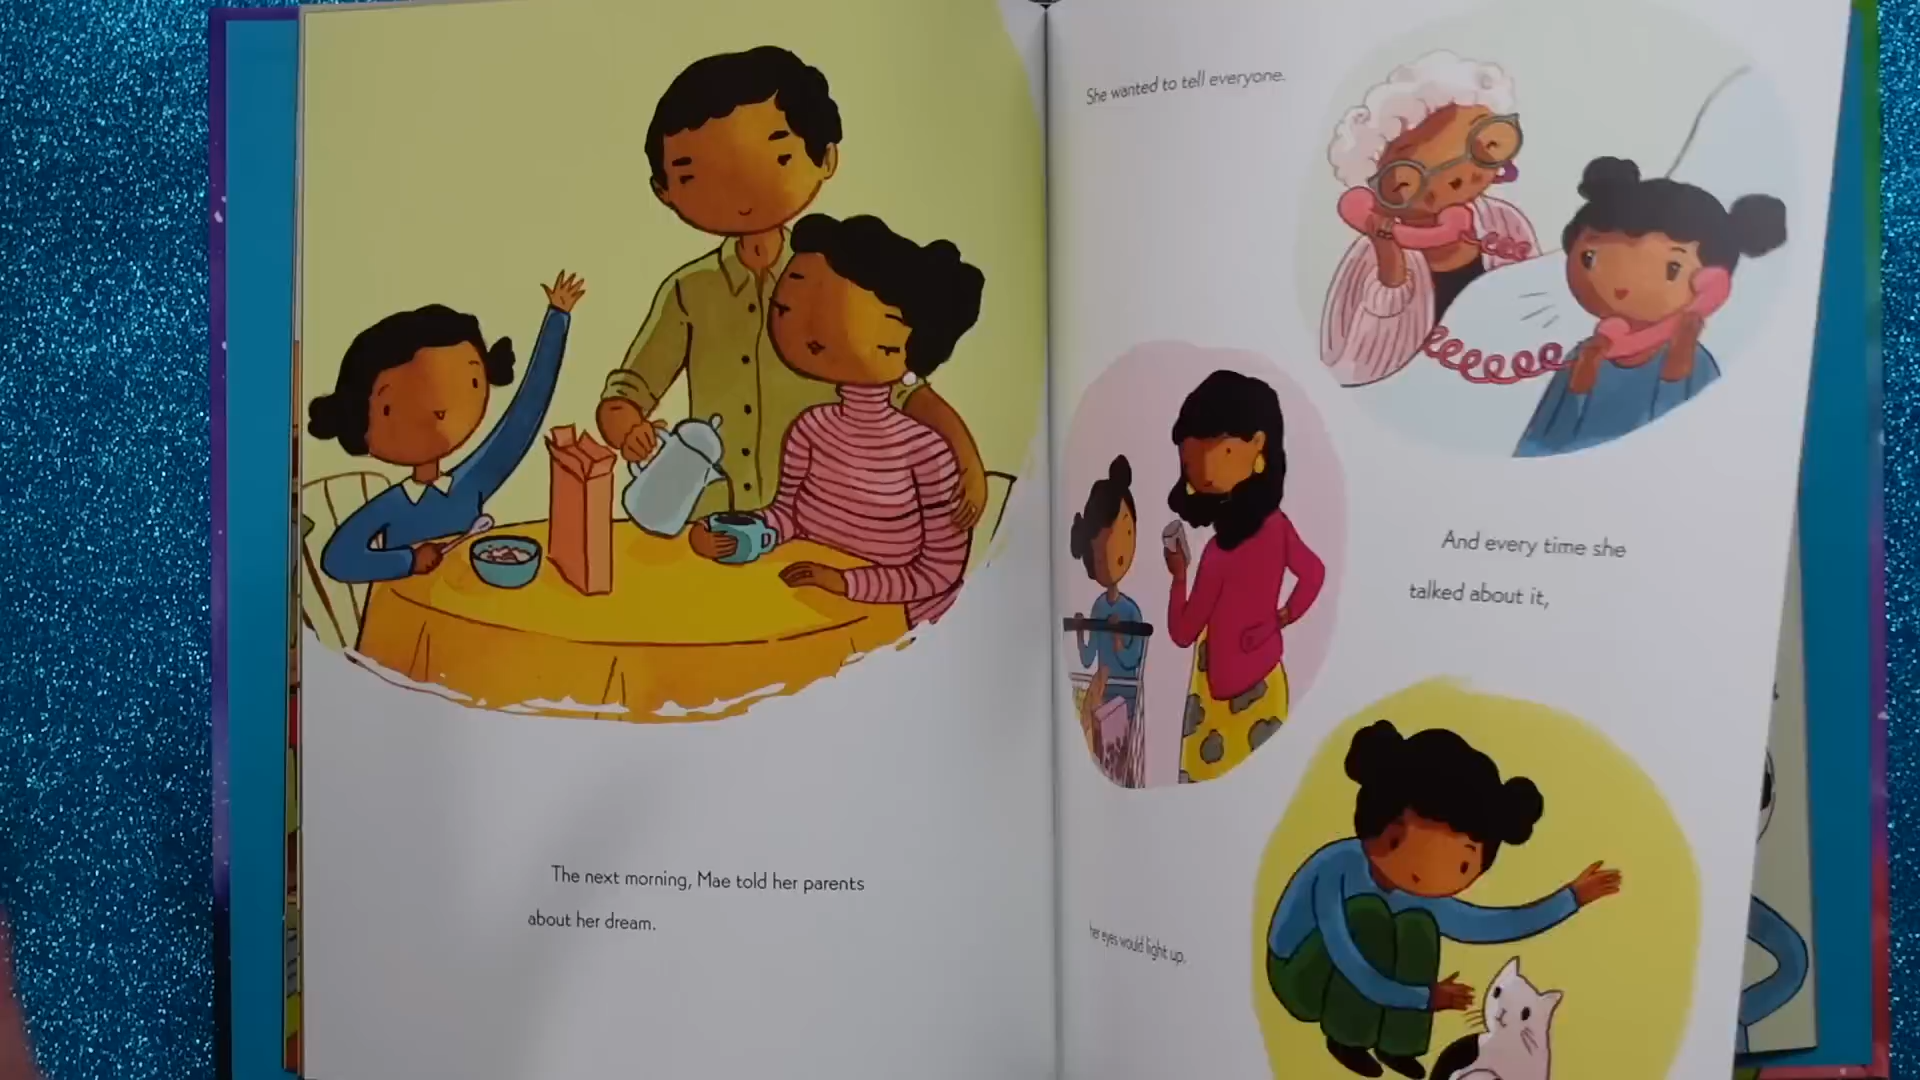 The next morning, Mae told her parents
about her dream.
She wanted to tell everyone.
And every time she
talked about it,
her eyes would light up.